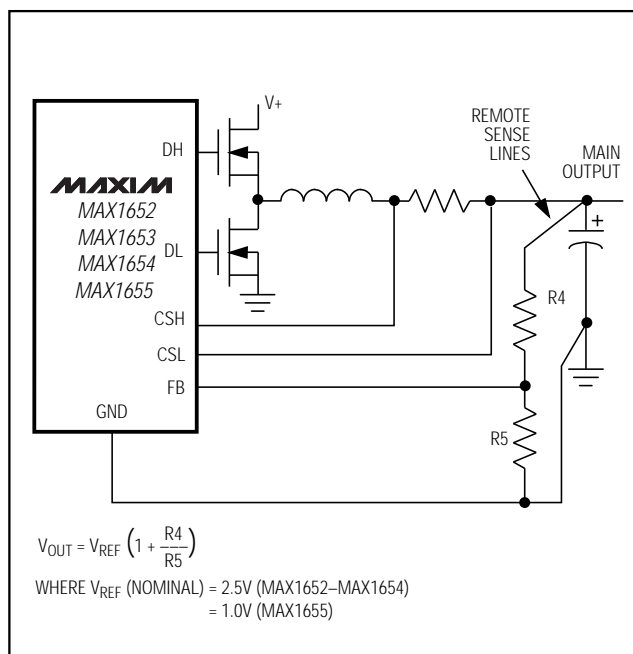 V+
REMOTE
SENSE
LINES
MAIN
OUTPUT
DH
MAXIM
MAX1652
MAX1653
MAX1654
MAX1655
DL
+
R4
CSH
CSL
FB
GND
R5
VOUT = VREF (1 + R4/R5)
WHERE VREF (NOMINAL) = 2.5V (MAX1652–MAX1654)
= 1.0V (MAX1655)